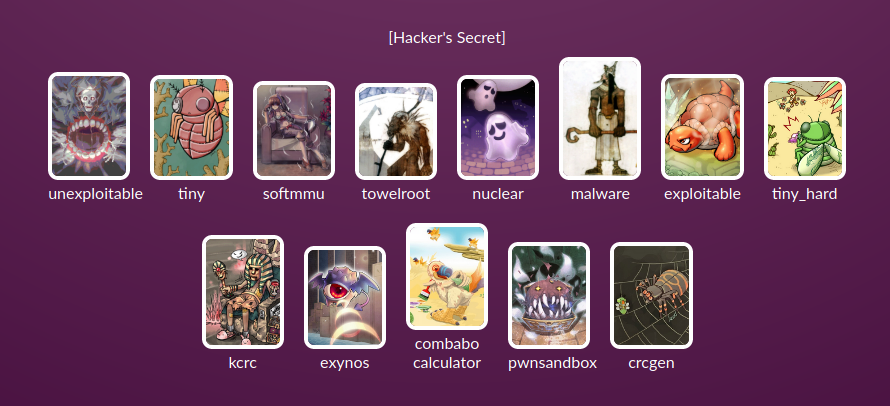 [Hacker's Secret]
unexploitable tiny softmmu towelroot nuclear malware exploitable tiny_hard
kcrc exynos combabo calculator pwnsandbox crcgen